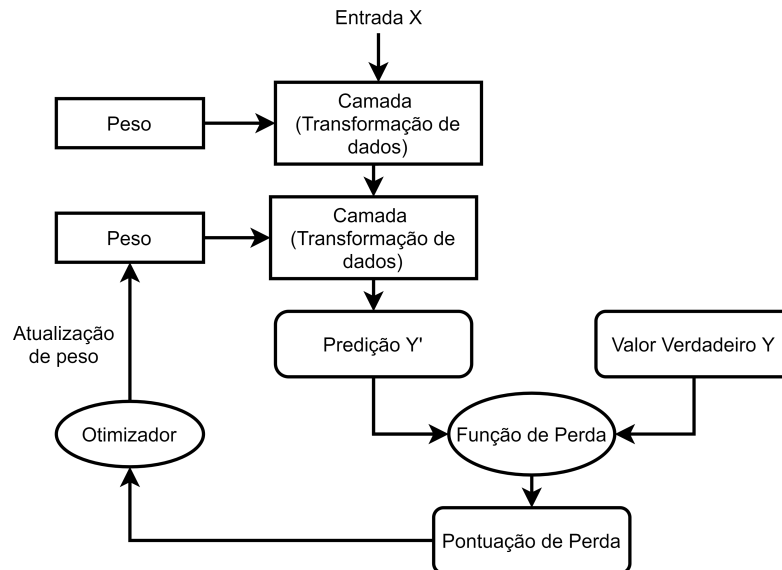 Entrada X
Camada
(Transformação de
dados)
Peso
Camada
(Transformação de
dados)
Peso
Atualização
de peso
Predição Y'
Valor Verdadeiro Y
Otimizador
Função de Perda
Pontuação de Perda